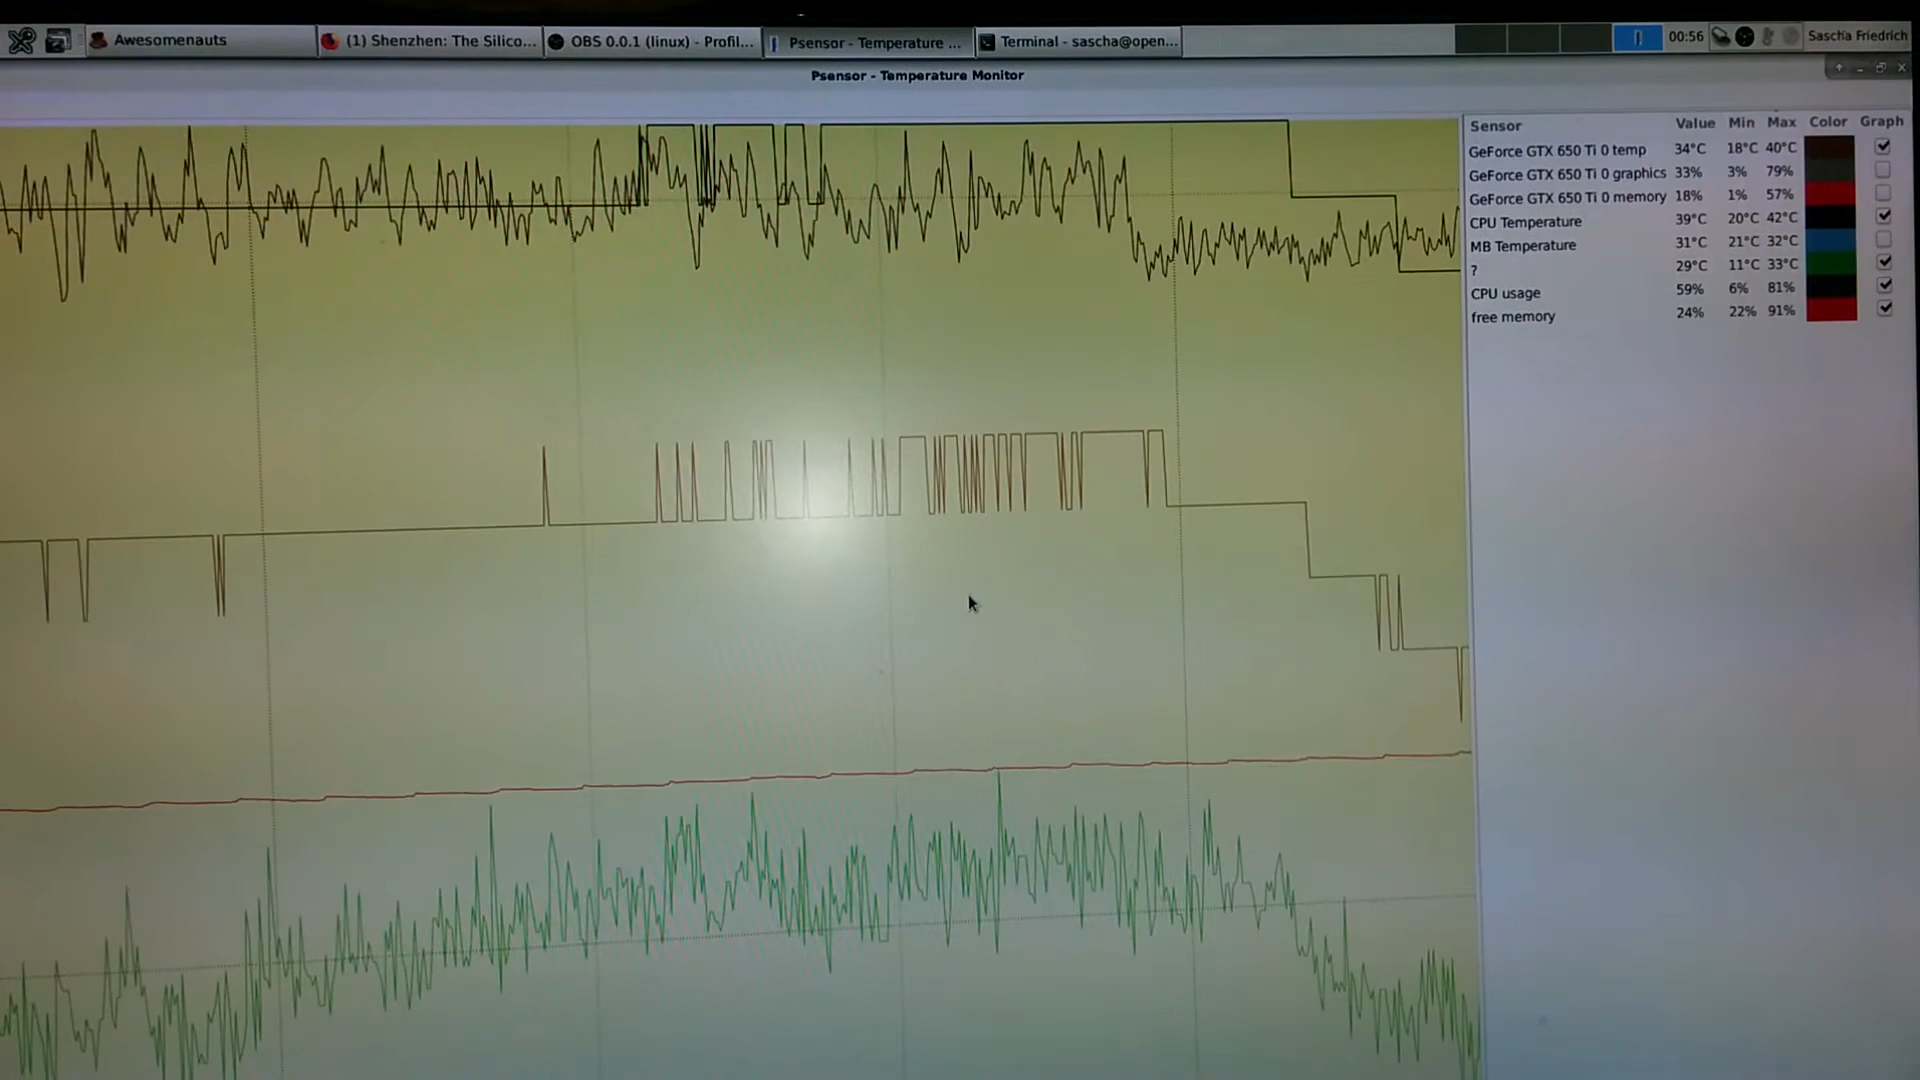 Awesomenauts
(1) Shenzhen: The Silico...
OBS 0.0.1 (linux) - Profil...
Psensor - Temperature ...
Terminal - sascha@open...
00:56
Sascha Friedrich
Psensor - Temperature Monitor
Sensor Value Min Max Color Graph
GeForce GTX 650 Ti 0 temp 34°C 18°C 40°C
GeForce GTX 650 Ti 0 graphics 33% 3% 79%
GeForce GTX 650 Ti 0 memory 18% 1% 57%
CPU Temperature 39°C 20°C 42°C
MB Temperature 31°C 21°C 32°C
? 29°C 11°C 33°C
CPU usage 59% 6% 81%
free memory 24% 22% 91%